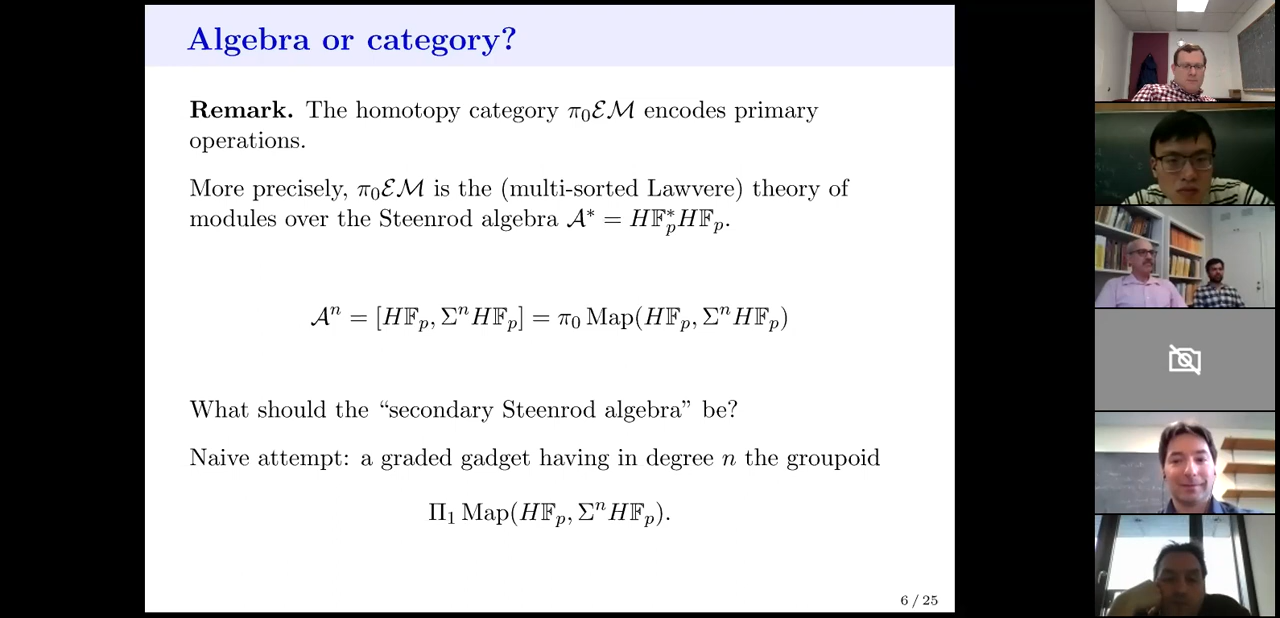 Algebra or category?
Remark. The homotopy category π₀ℰℳ encodes primary
operations.
More precisely, π₀ℰℳ is the (multi-sorted Lawvere) theory of
modules over the Steenrod algebra 𝒜* = H𝔽ₚ*H𝔽ₚ.
𝒜ⁿ = [H𝔽ₚ, ΣⁿH𝔽ₚ] = π₀ Map(H𝔽ₚ, ΣⁿH𝔽ₚ)
What should the “secondary Steenrod algebra” be?
Naive attempt: a graded gadget having in degree n the groupoid
Π₁ Map(H𝔽ₚ, ΣⁿH𝔽ₚ).
6 / 25